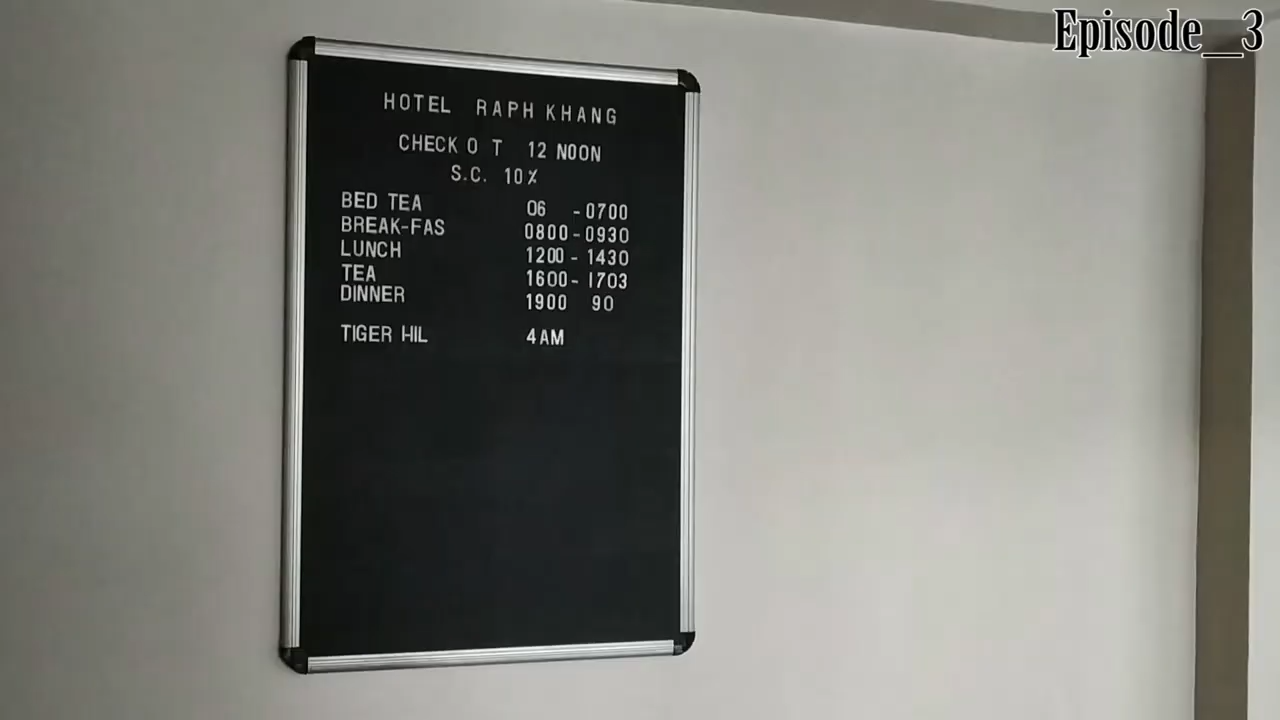 Episode_3
HOTEL RAPH KHANG
CHECK O T 12 NOON
S.C. 10%
BED TEA 06 -0700
BREAK-FAS 0800-0930
LUNCH 1200 - 1430
TEA 1600- 1703
DINNER 1900 90
TIGER HIL 4AM